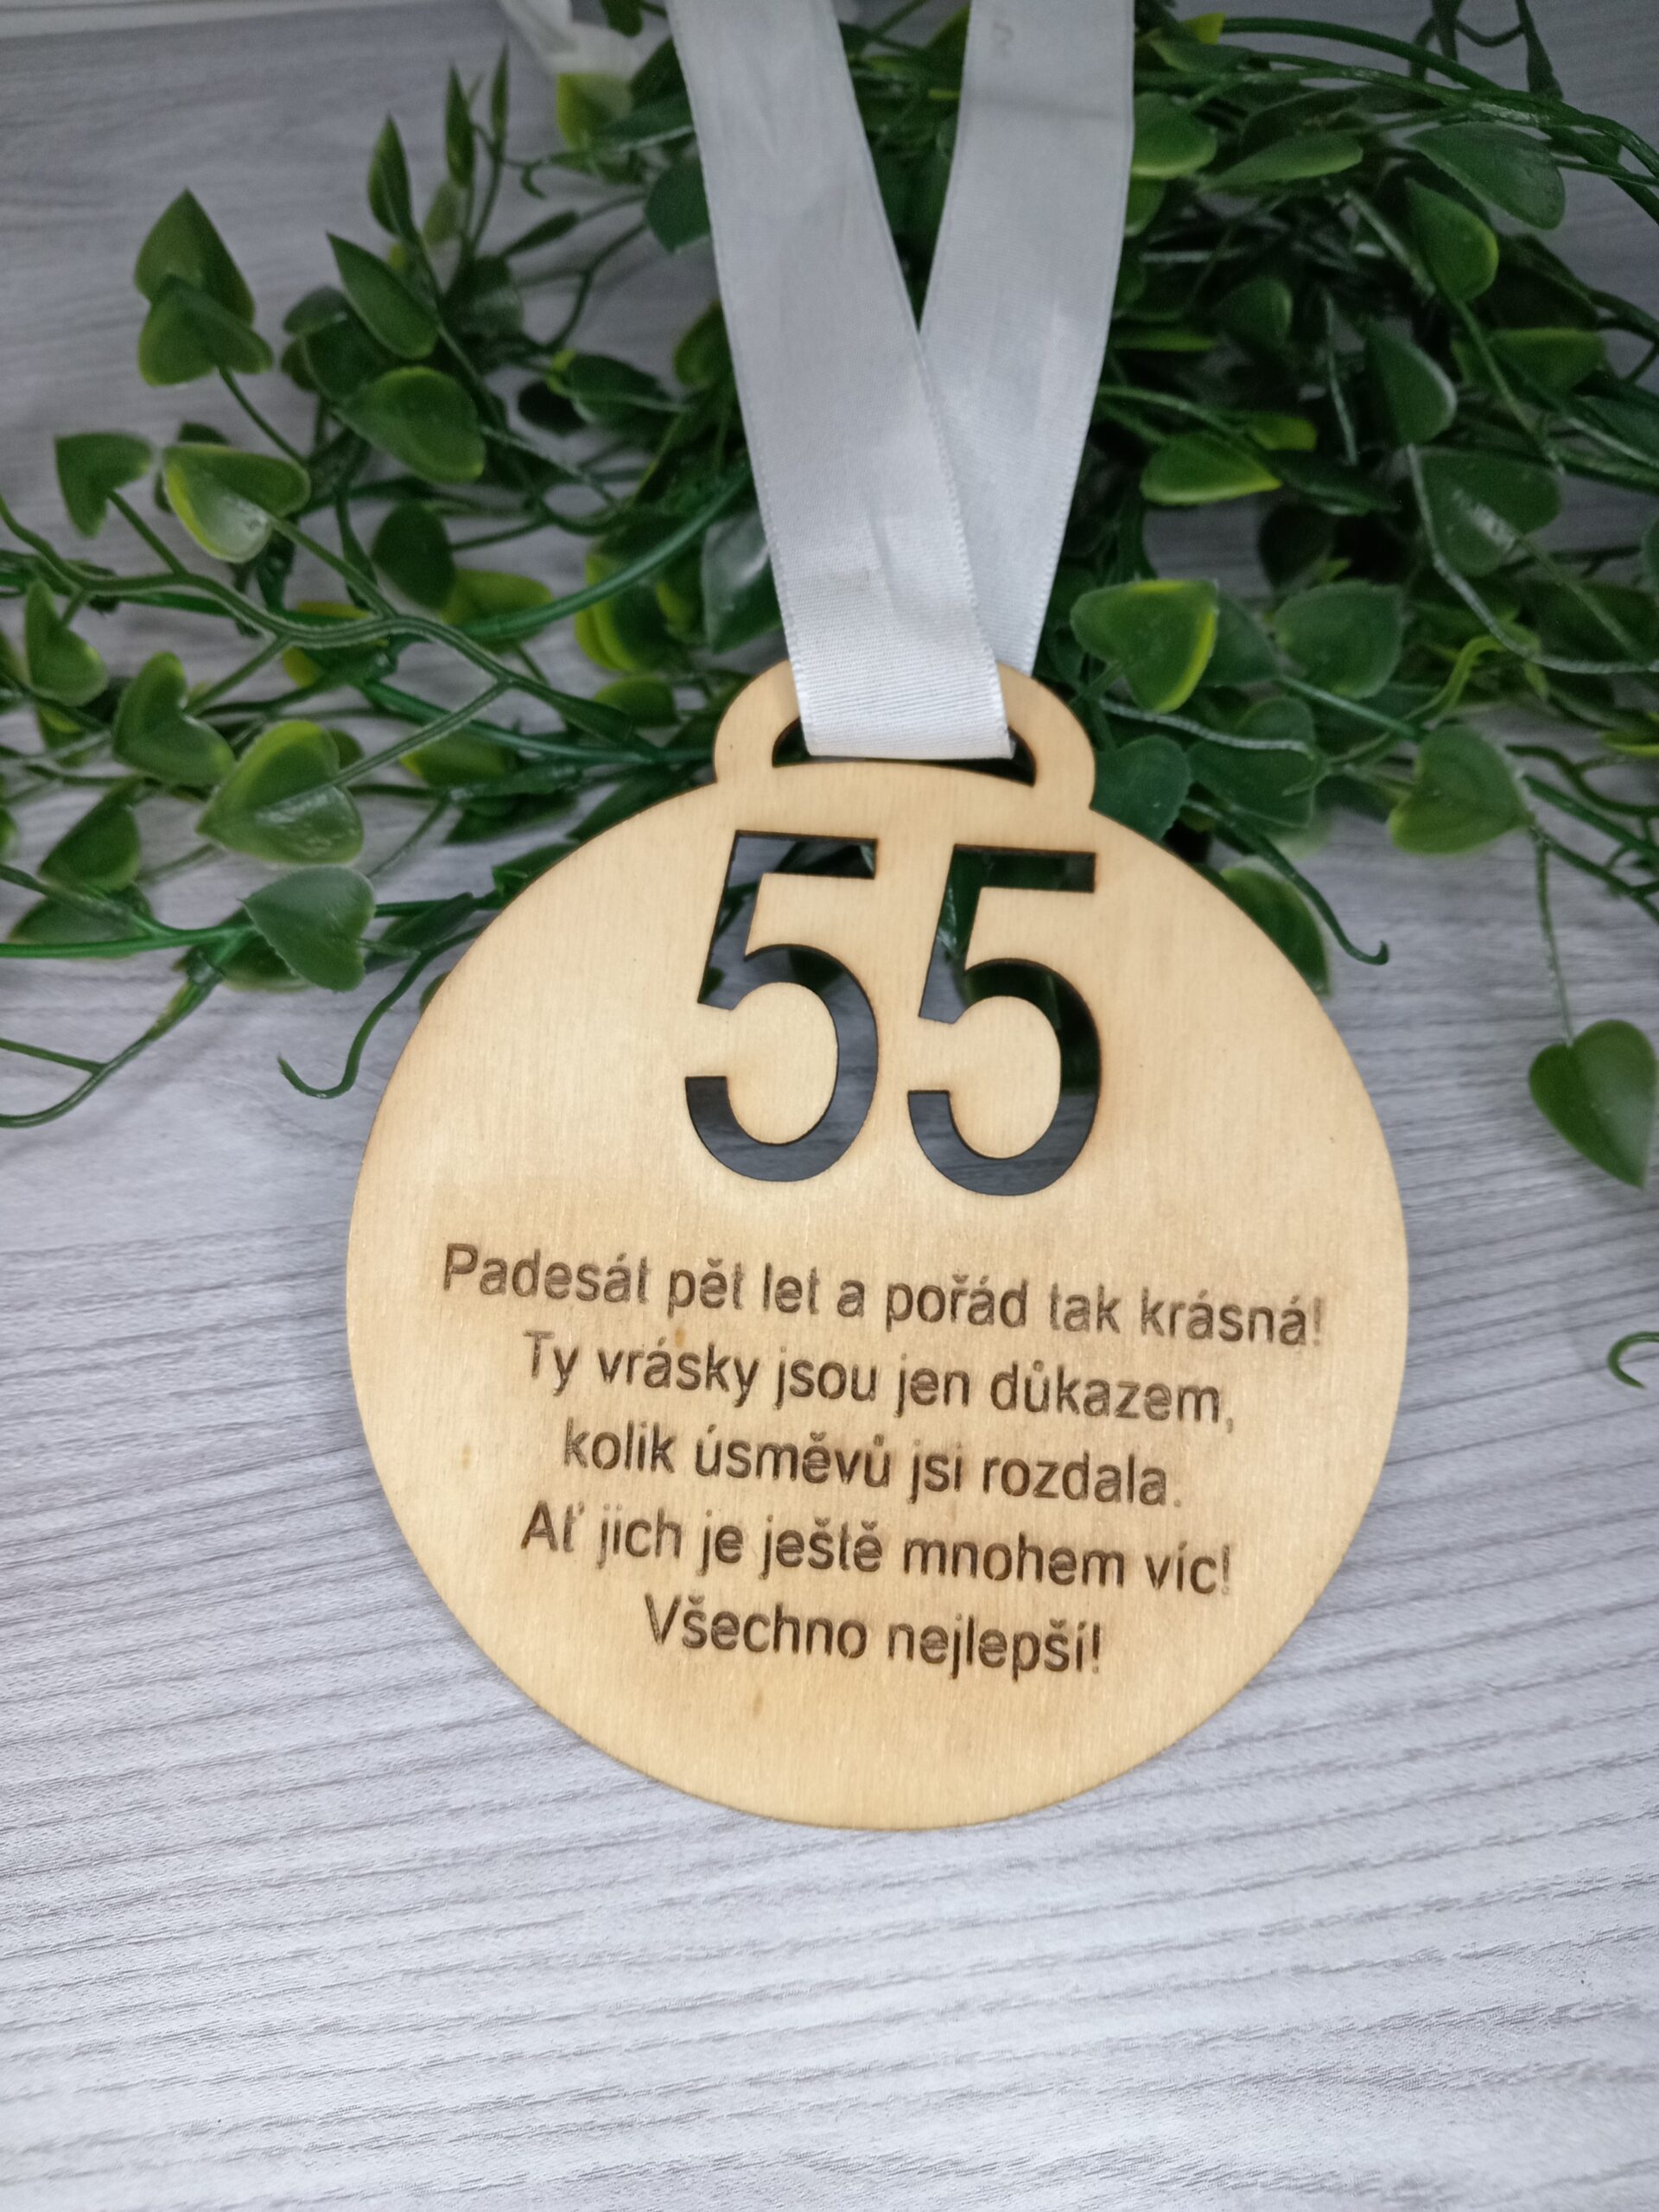 55
Padesát pět let a pořád tak krásná!
Ty vrásky jsou jen důkazem,
kolik úsměvů jsi rozdala.
Ať jich je ještě mnohem víc!
Všechno nejlepší!